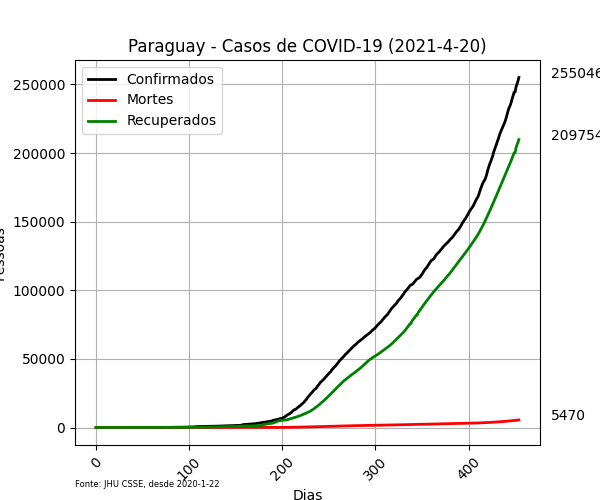 Paraguay - Casos de COVID-19 (2021-4-20)
Confirmados
Mortes
Recuperados
255046
209754
5470
250000
200000
150000
100000
50000
0
0
100
200
300
400
Dias
Fonte: JHU CSSE, desde 2020-1-22